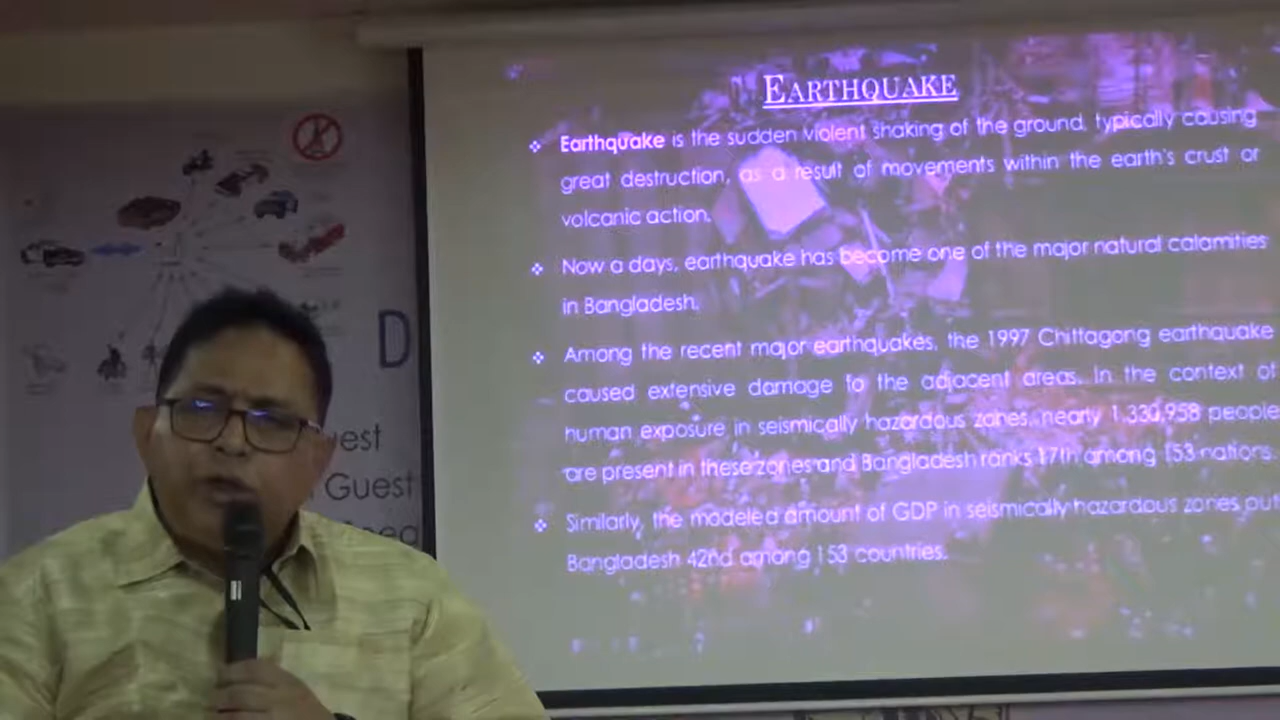 EARTHQUAKE
❖ Earthquake is the sudden violent shaking of the ground, typically causing
great destruction, as a result of movements within the earth's crust or
volcanic action.
❖ Now a days, earthquake has become one of the major natural calamities
in Bangladesh.
❖ Among the recent major earthquakes, the 1997 Chittagong earthquake
caused extensive damage to the adjacent areas. In the context of
human exposure in seismically hazardous zones, nearly 1,330,958 people
are present in these zones and Bangladesh ranks 17th among 153 nations.
❖ Similarly, the modeled amount of GDP in seismically hazardous zones put
Bangladesh 42nd among 153 countries.
D
Guest